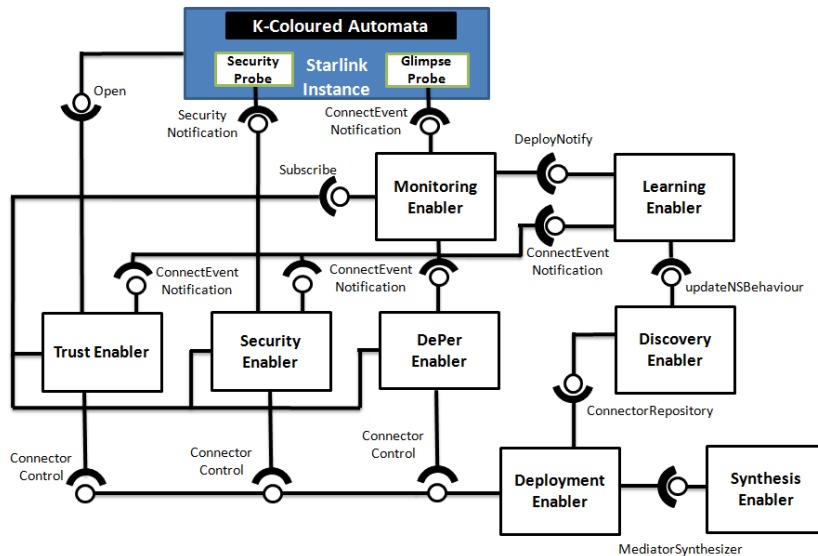 K-Coloured Automata
Security
Probe
Starlink
Instance
Glimpse
Probe
Open
Security
Notification
ConnectEvent
Notification
DeployNotify
Subscribe
Monitoring
Enabler
Learning
Enabler
ConnectEvent
Notification
ConnectEvent
Notification
ConnectEvent
Notification
updateNSBehaviour
Trust Enabler
Security
Enabler
DePer
Enabler
Discovery
Enabler
ConnectorRepository
Connector
Control
Connector
Control
Connector
Control
Deployment
Enabler
Synthesis
Enabler
MediatorSynthesizer